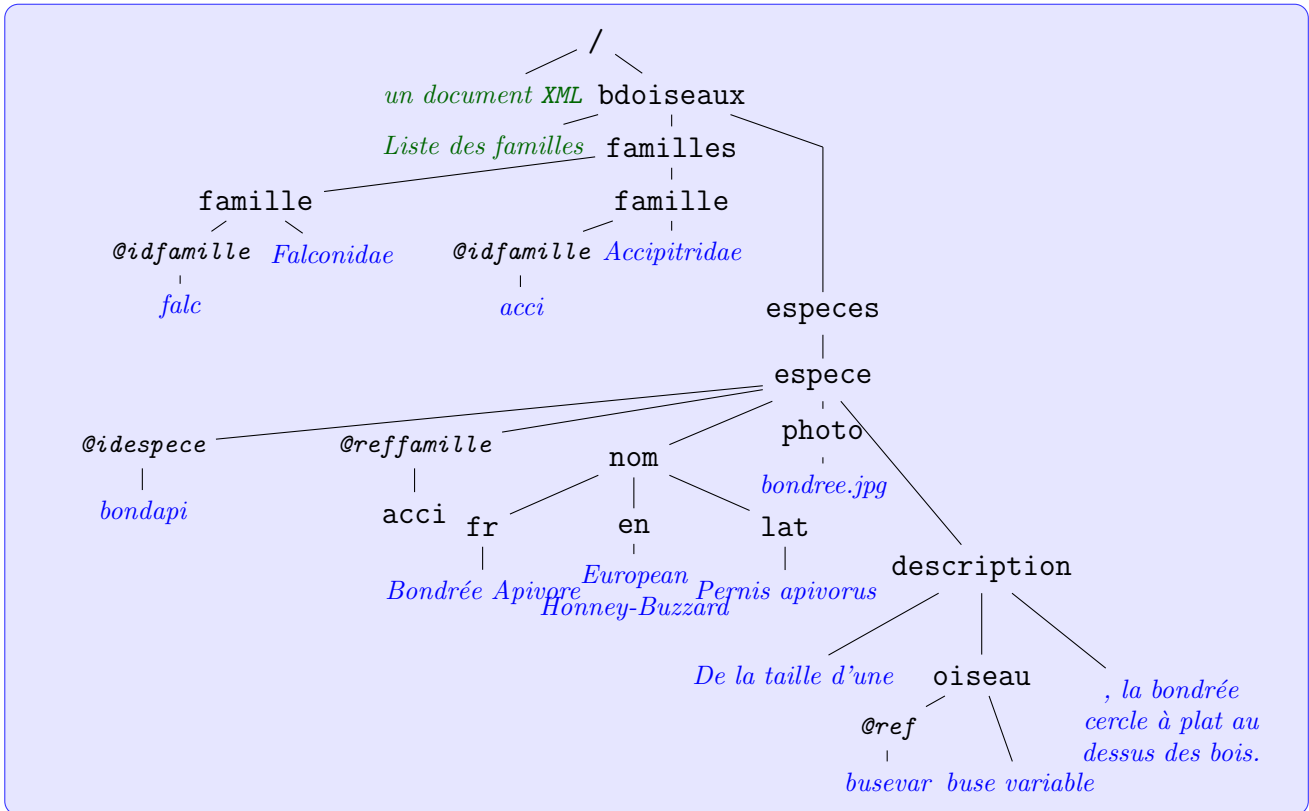 /
un document XML bdoiseaux
Liste des familles familles
famille famille
@idfamille Falconidae @idfamille Accipitridae
falc acci
especes
espece
photo
@idespece @reffamille
nom
bondree.jpg
bondapi acci
fr en lat
description
European
Bondrée Apivore Pernis apivorus
Honney-Buzzard
De la taille d'une oiseau
, la bondrée
cercle à plat au
@ref
dessus des bois.
busevar buse variable